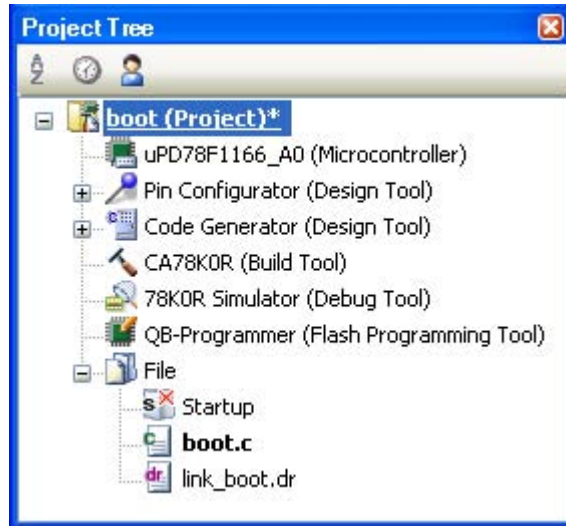 Project Tree
boot (Project)*
uPD78F1166_A0 (Microcontroller)
Pin Configurator (Design Tool)
Code Generator (Design Tool)
CA78K0R (Build Tool)
78K0R Simulator (Debug Tool)
QB-Programmer (Flash Programming Tool)
File
Startup
boot.c
link_boot.dr